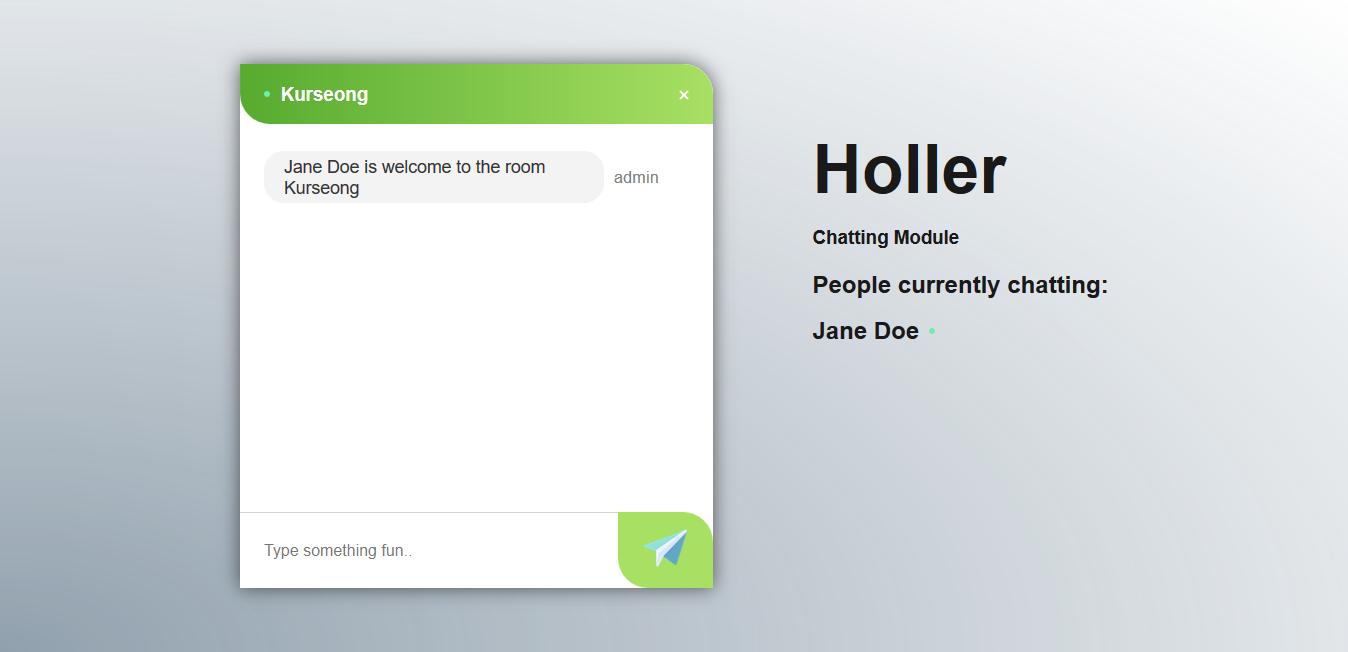 Kurseong
×
Jane Doe is welcome to the room
Kurseong
admin
Type something fun..
Holler
Chatting Module
People currently chatting:
Jane Doe